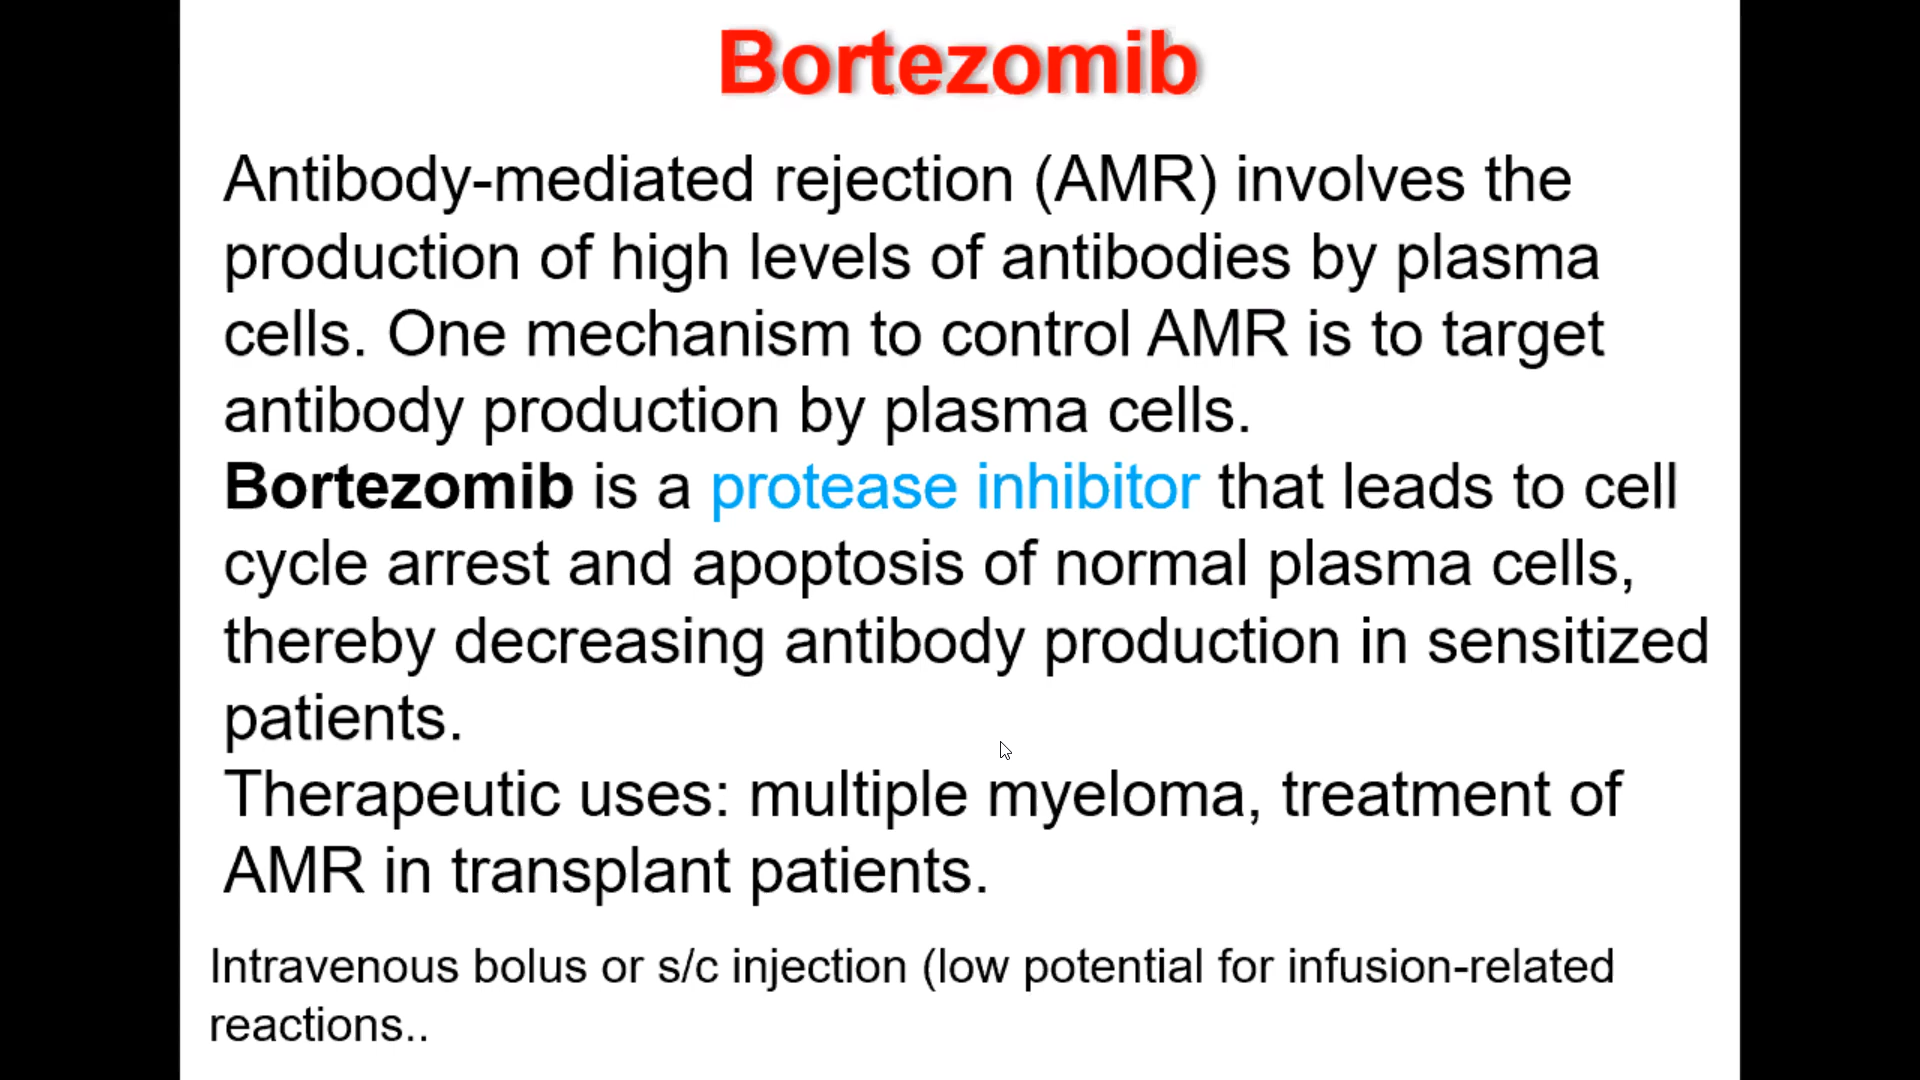 Bortezomib
Antibody-mediated rejection (AMR) involves the
production of high levels of antibodies by plasma
cells. One mechanism to control AMR is to target
antibody production by plasma cells.
Bortezomib is a protease inhibitor that leads to cell
cycle arrest and apoptosis of normal plasma cells,
thereby decreasing antibody production in sensitized
patients.
Therapeutic uses: multiple myeloma, treatment of
AMR in transplant patients.
Intravenous bolus or s/c injection (low potential for infusion-related
reactions..